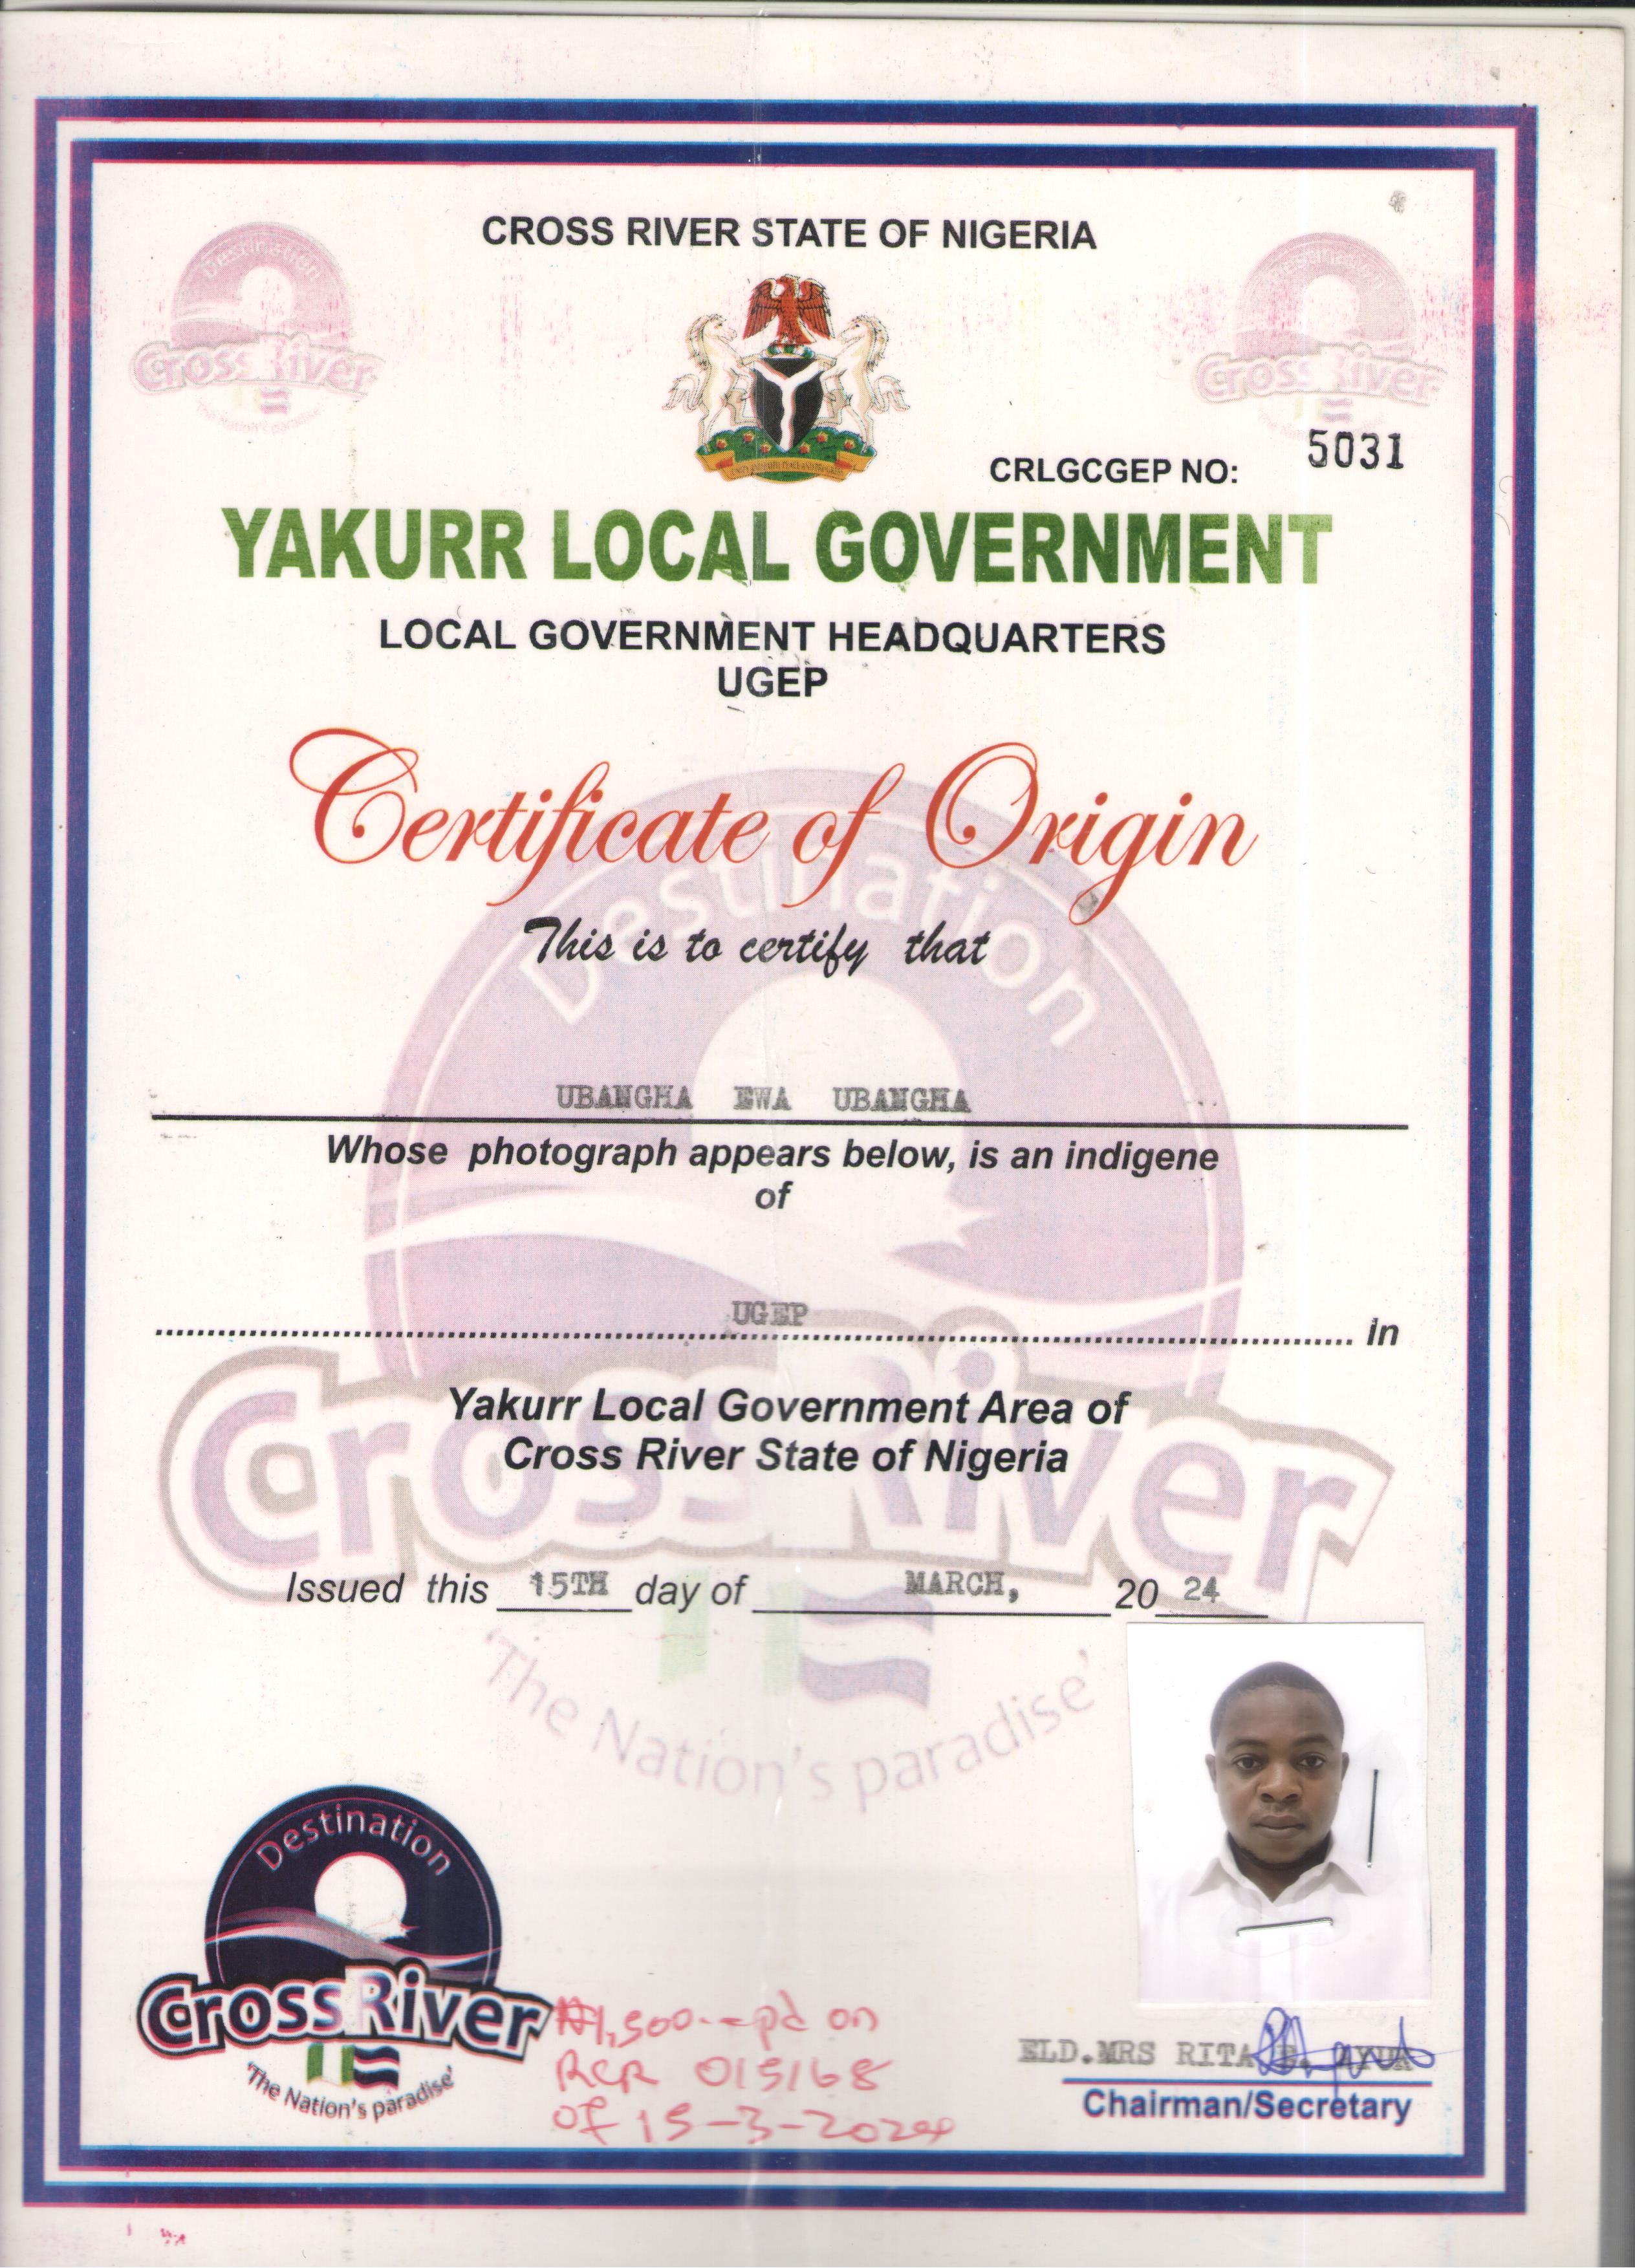 CROSS RIVER STATE OF NIGERIA
Destination
CrossRiver
Destination
CrossRiver
CRLGCGEP NO: 5031
YAKURR LOCAL GOVERNMENT
LOCAL GOVERNMENT HEADQUARTERS
UGEP
Certificate of Origin
This is to certify that
Destination
UBANGHA EWA UBANGHA
Whose photograph appears below, is an indigene
of
UGEP in
Yakurr Local Government Area of
Cross River State of Nigeria
CrossRiver
Issued this 15TH day of MARCH, 20 24
'The Nation's paradise'
Destination
CrossRiver
'The Nation's paradise'
₦1,500.-= pd on
RCR 015168
of 15-3-2024
ELD.MRS RITA
Chairman/Secretary